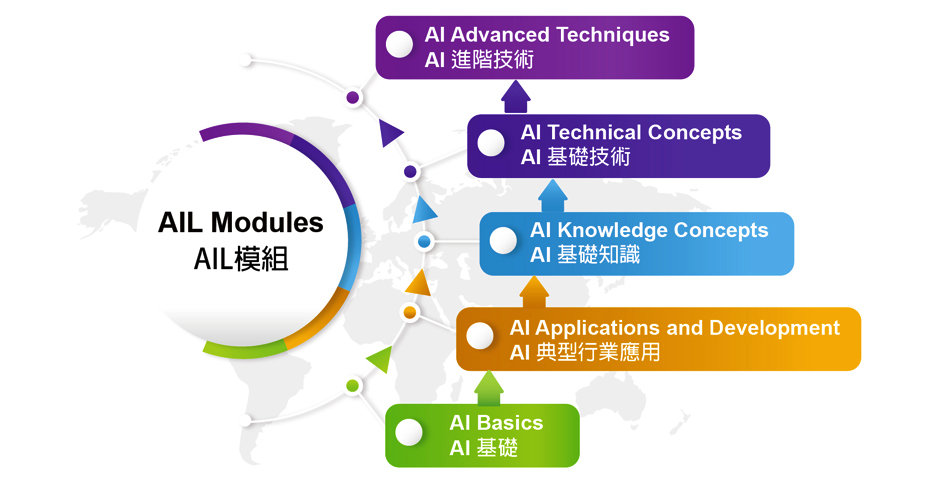 AI Advanced Techniques
AI 進階技術
AI Technical Concepts
AI 基礎技術
AIL Modules
AIL模組
AI Knowledge Concepts
AI 基礎知識
AI Applications and Development
AI 典型行業應用
AI Basics
AI 基礎